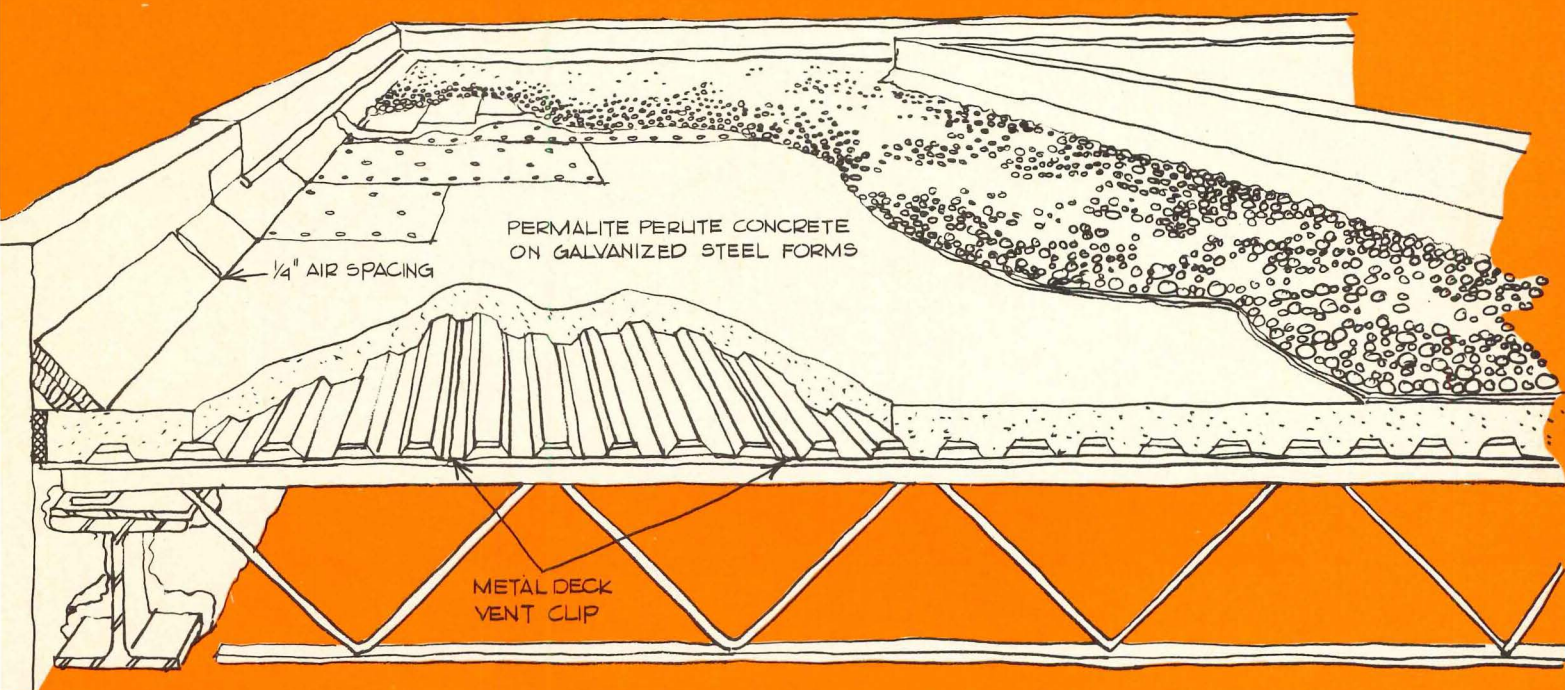 PERMALITE PERLITE CONCRETE
ON GALVANIZED STEEL FORMS
1/4" AIR SPACING
METAL DECK
VENT CLIP